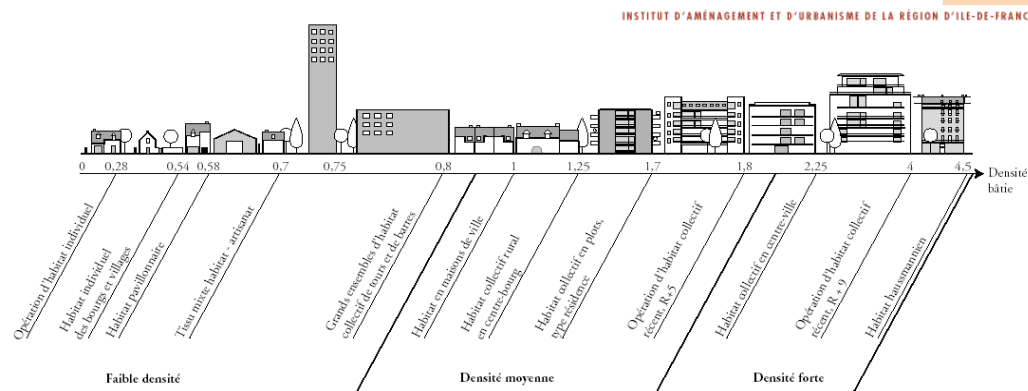 INSTITUT D'AMÉNAGEMENT ET D'URBANISME DE LA RÉGION D'ILE-DE-FRANC
0 0,28 0,54 0,58 0,7 0,75 0,8 1 1,25 1,7 1,8 2,25 4 4,5
Densité
bâtie
Opération d'habitat individuel
Habitat individuel
des bourgs et villages
Habitat pavillonnaire
Tissu mixte habitat - artisanat
Grands ensembles d'habitat
collectif de tours et de barres
Habitat en maisons de ville
Habitat collectif rural
en centre-bourg
Habitat collectif en plots,
type résidence
Opération d'habitat collectif
récent, R+5
Habitat collectif en centre-ville
Opération d'habitat collectif
récent, R + 9
Habitat haussmannien
Faible densité
Densité moyenne
Densité forte